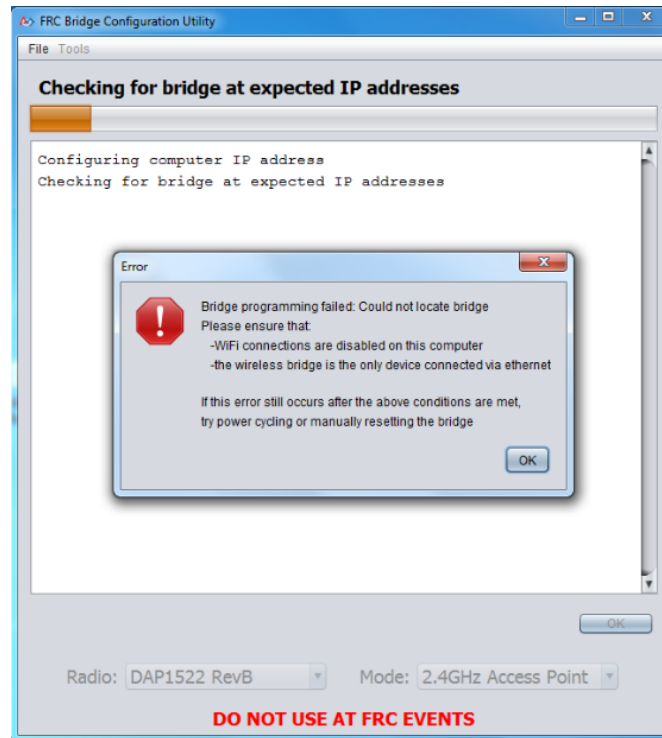 FRC Bridge Configuration Utility
File Tools
Checking for bridge at expected IP addresses
Configuring computer IP address
Checking for bridge at expected IP addresses
Error
Bridge programming failed: Could not locate bridge
Please ensure that:
-WiFi connections are disabled on this computer
-the wireless bridge is the only device connected via ethernet
If this error still occurs after the above conditions are met,
try power cycling or manually resetting the bridge
OK
OK
Radio: DAP1522 RevB Mode: 2.4GHz Access Point
DO NOT USE AT FRC EVENTS